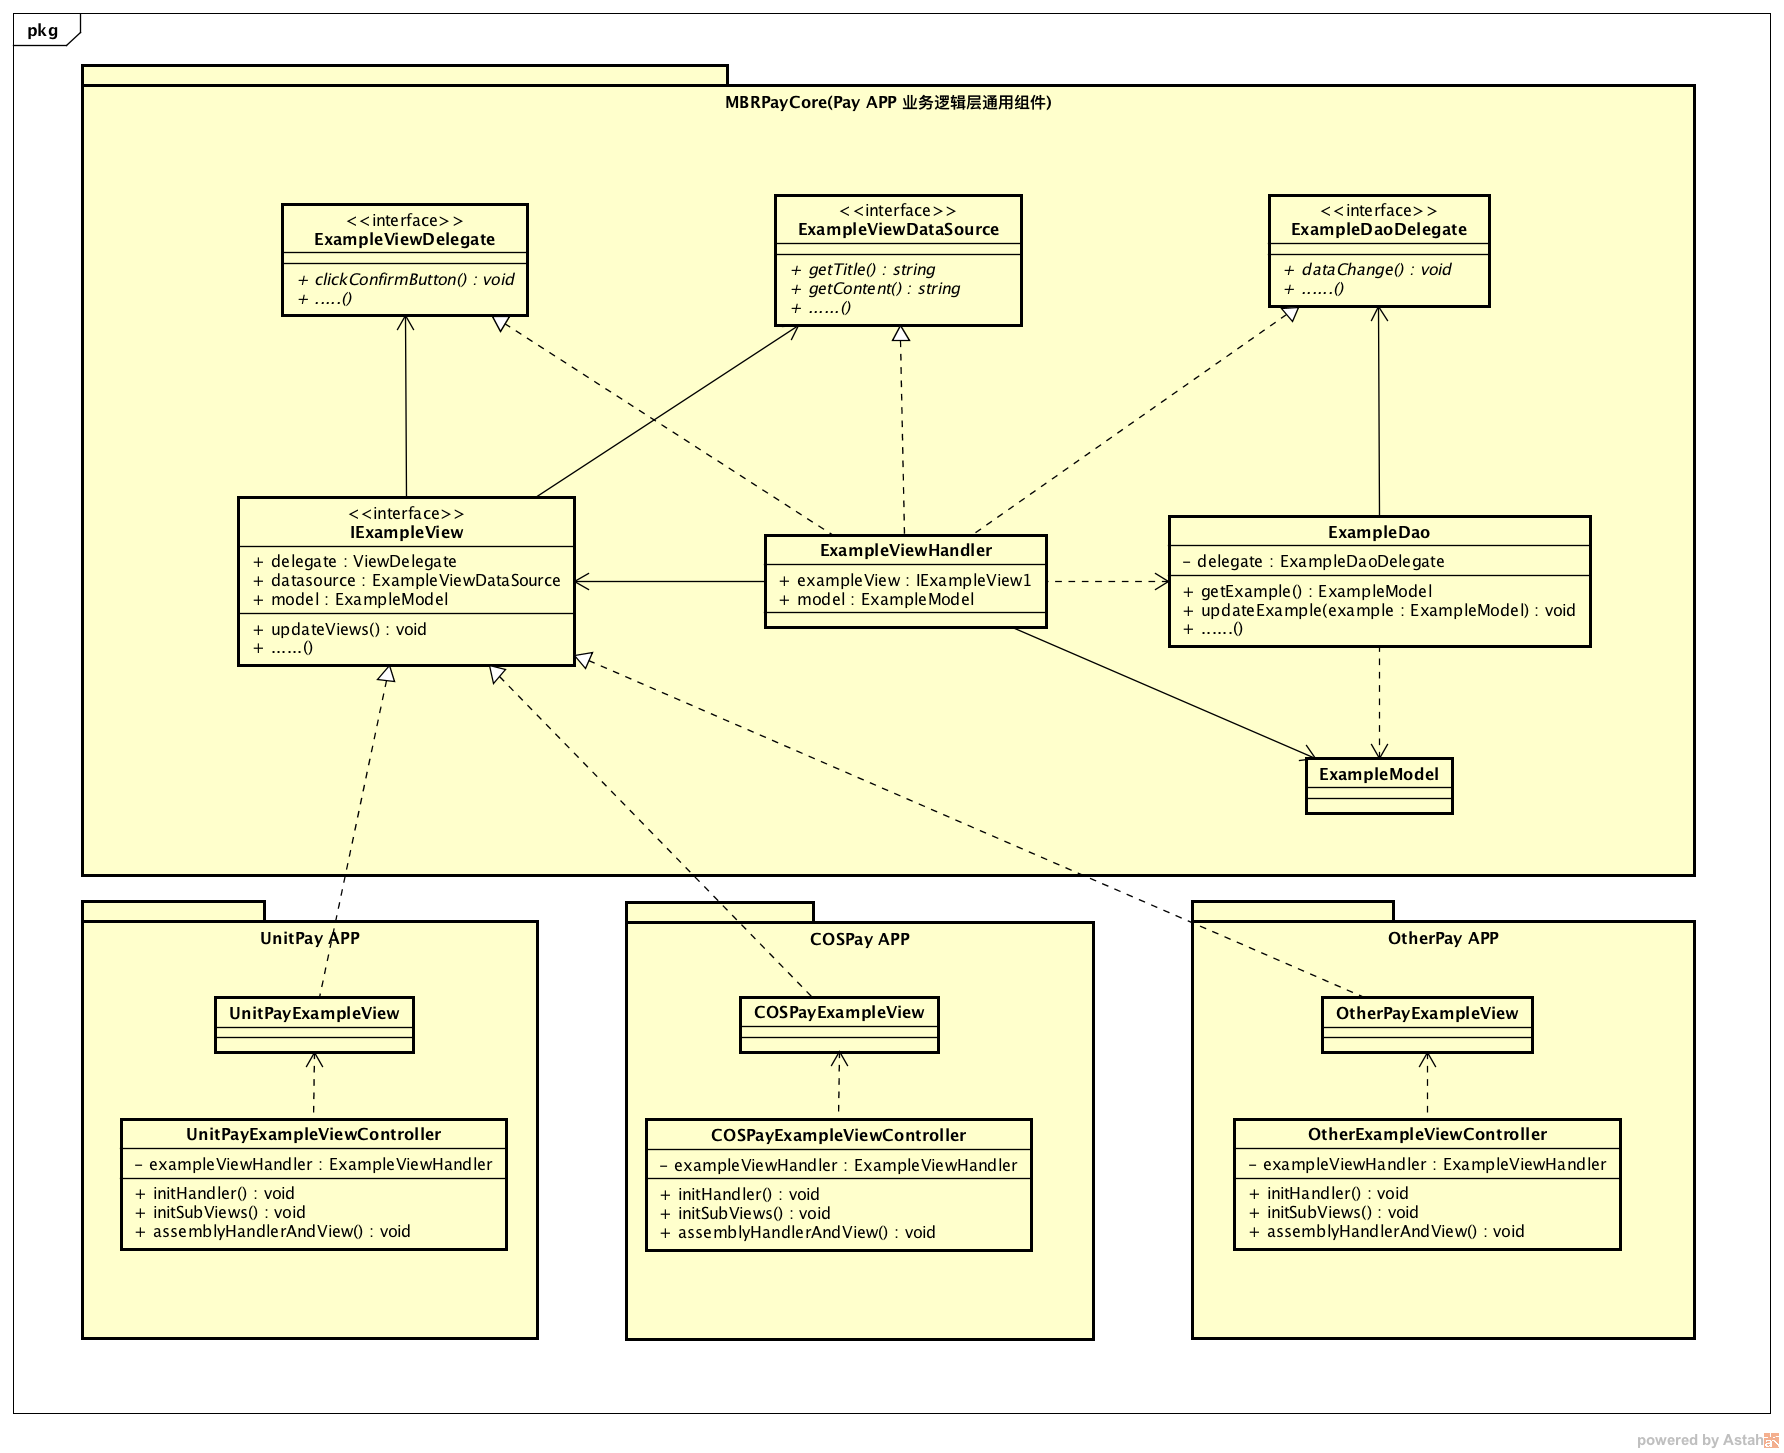 pkg
MBRPayCore(Pay APP 业务逻辑层通用组件)
<<interface>>
ExampleViewDelegate
+ clickConfirmButton() : void
+ .....()
<<interface>>
ExampleViewDataSource
+ getTitle() : string
+ getContent() : string
+ ......()
<<interface>>
ExampleDaoDelegate
+ dataChange() : void
+ ......()
<<interface>>
IExampleView
+ delegate : ViewDelegate
+ datasource : ExampleViewDataSource
+ model : ExampleModel
+ updateViews() : void
+ ......()
ExampleViewHandler
+ exampleView : IExampleView1
+ model : ExampleModel
ExampleDao
- delegate : ExampleDaoDelegate
+ getExample() : ExampleModel
+ updateExample(example : ExampleModel) : void
+ ......()
ExampleModel
UnitPay APP
UnitPayExampleView
UnitPayExampleViewController
- exampleViewHandler : ExampleViewHandler
+ initHandler() : void
+ initSubViews() : void
+ assemblyHandlerAndView() : void
COSPay APP
COSPayExampleView
COSPayExampleViewController
- exampleViewHandler : ExampleViewHandler
+ initHandler() : void
+ initSubViews() : void
+ assemblyHandlerAndView() : void
OtherPay APP
OtherPayExampleView
OtherExampleViewController
- exampleViewHandler : ExampleViewHandler
+ initHandler() : void
+ initSubViews() : void
+ assemblyHandlerAndView() : void
powered by Astah